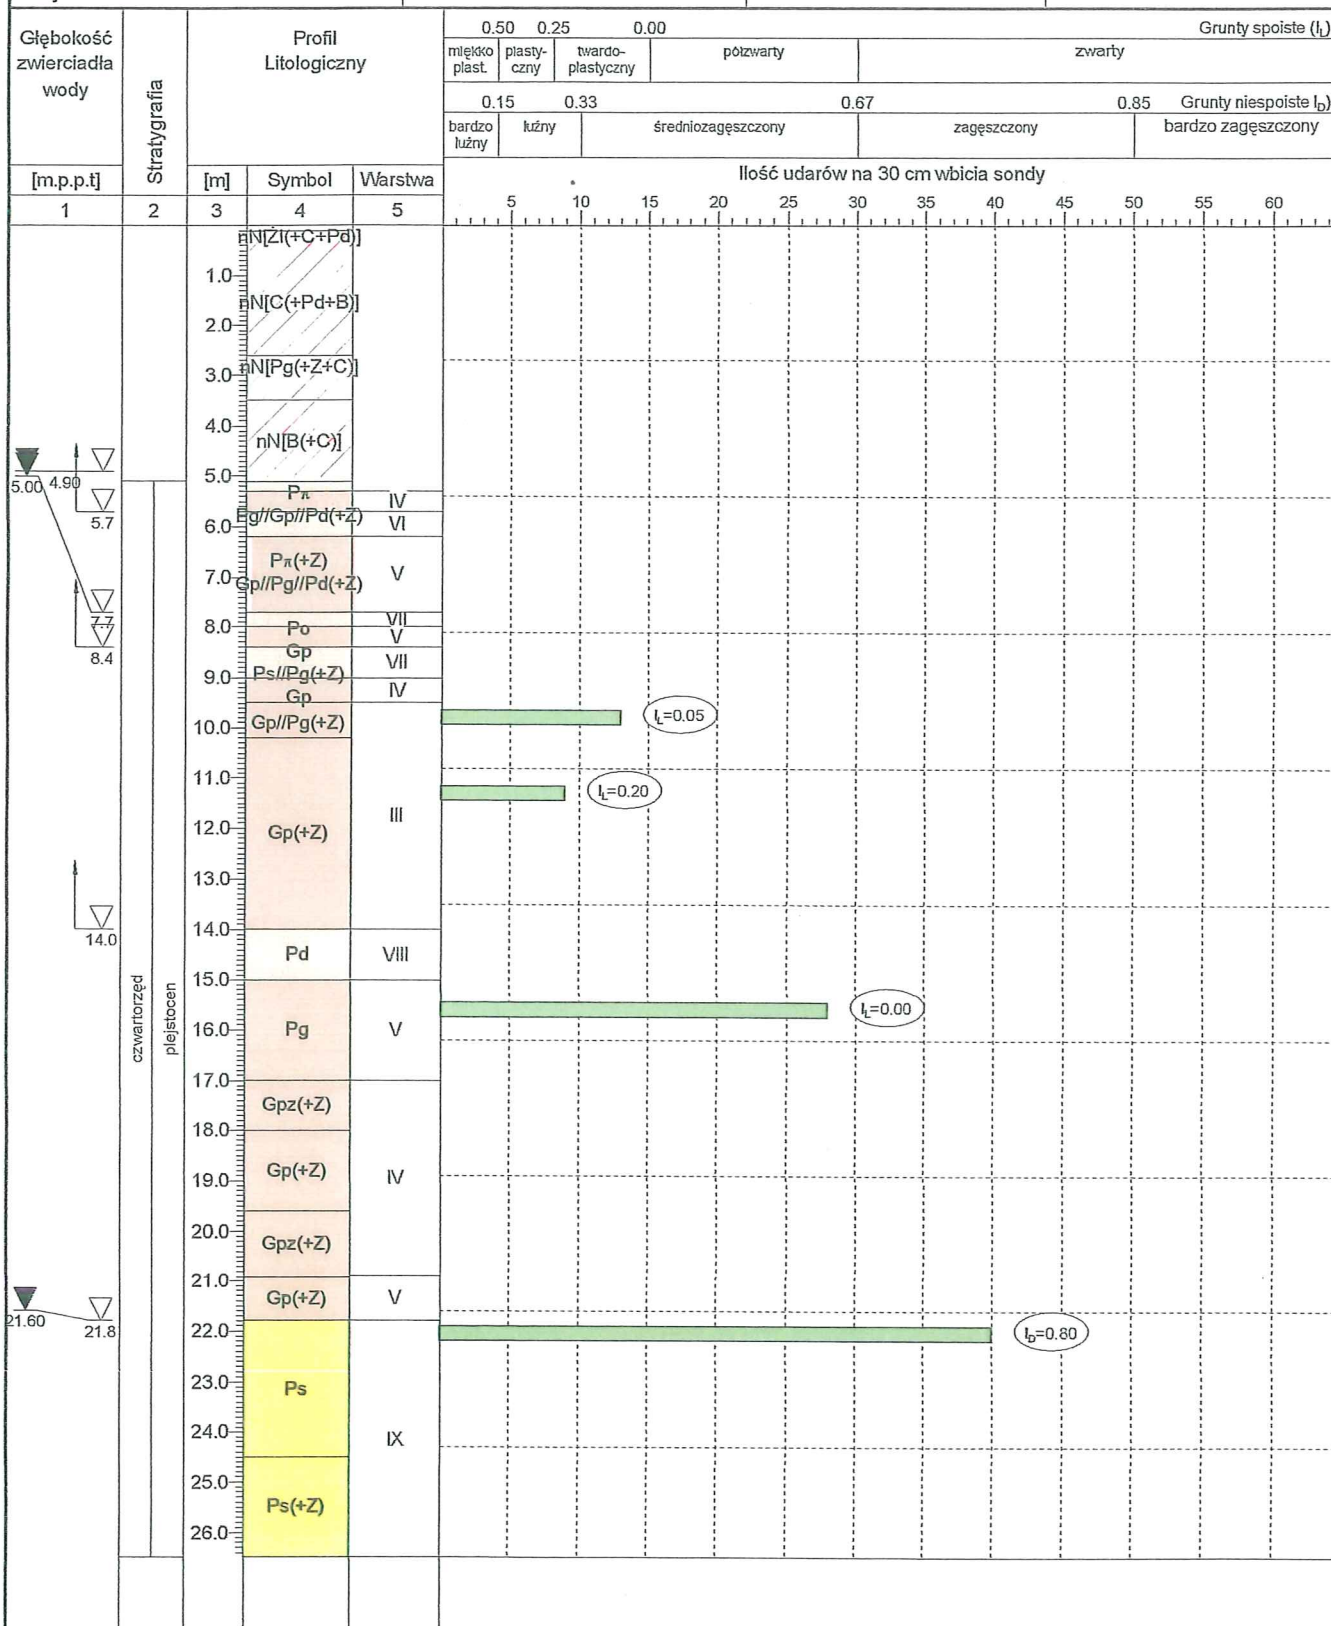 Głębokość
zwierciadła
wody
[m.p.p.t]
1
Stratygrafia
2
Profil
Litologiczny
[m] Symbol Warstwa
3 4 5
0.50 0.25 0.00 Grunty spoiste (IL)
miękko
plast.
plasty-
czny
twardo-
plastyczny
półzwarty
zwarty
0.15 0.33 0.67 0.85 Grunty niespoiste ID)
bardzo
luźny
luźny
średniozagęszczony
zagęszczony
bardzo zagęszczony
Ilość udarów na 30 cm wbicia sondy
5 10 15 20 25 30 35 40 45 50 55 60
nN[Żl(+C+Pd)]
1.0
nN[C(+Pd+B)]
2.0
nN[Pg(+Z+C)]
3.0
4.0
nN[B(+C)]
5.0
5.00 4.90
Pπ
IV
5.7
Pg//Gp//Pd(+Z)
VI
6.0
Pπ(+Z)
V
7.0
Gp//Pg//Pd(+Z)
7.7
VII
8.0
Po
V
8.4
Gp
VII
Ps//Pg(+Z)
9.0
IV
Gp
IL=0.05
10.0
Gp//Pg(+Z)
11.0
IL=0.20
III
12.0
Gp(+Z)
13.0
14.0
14.0
Pd
VIII
15.0
IL=0.00
16.0
Pg
V
17.0
Gpz(+Z)
18.0
Gp(+Z)
IV
19.0
20.0
Gpz(+Z)
21.0
Gp(+Z)
V
21.60 21.8
22.0
ID=0.80
23.0
Ps
24.0
IX
25.0
Ps(+Z)
26.0
czwartorzęd
plejstocen